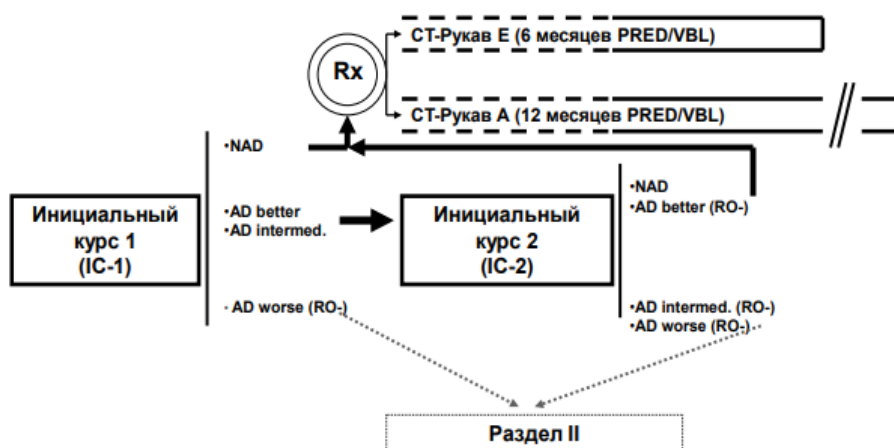 СТ-Рукав E (6 месяцев PRED/VBL)
Rx
СТ-Рукав A (12 месяцев PRED/VBL)
•NAD
•AD better
•AD intermed.
- AD worse (RO-)
Инициальный
курс 1
(IC-1)
Инициальный
курс 2
(IC-2)
•NAD
•AD better (RO-)
•AD intermed. (RO-)
•AD worse (RO-)
Раздел II